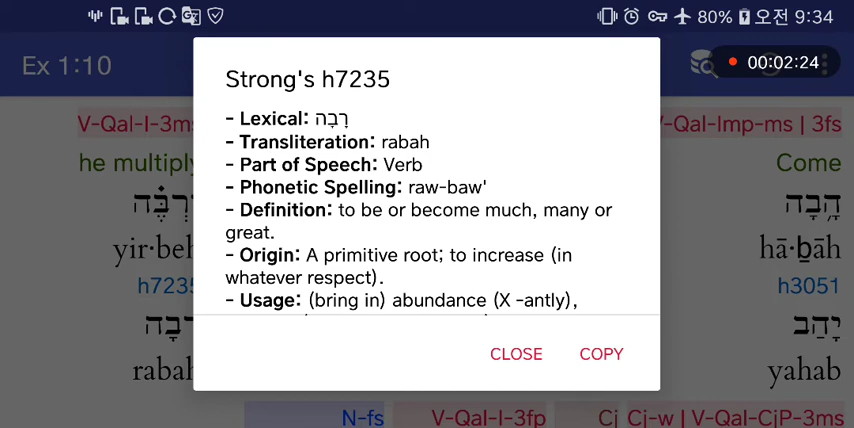 80% 오전 9:34
Ex 1:10
00:02:24
V-Qal-I-3ms
V-Qal-Imp-ms | 3fs
he multiply
Come
הָ֥בָה
yir·beh
hā·ḇāh
h7235
h3051
רָבָה
יָהַב
rabah
yahab
N-fs
V-Qal-I-3fp
Cj
Cj-w | V-Qal-CjP-3ms
Strong's h7235
- Lexical: רָבָה
- Transliteration: rabah
- Part of Speech: Verb
- Phonetic Spelling: raw-baw'
- Definition: to be or become much, many or
great.
- Origin: A primitive root; to increase (in
whatever respect).
- Usage: (bring in) abundance (X -antly),
CLOSE
COPY